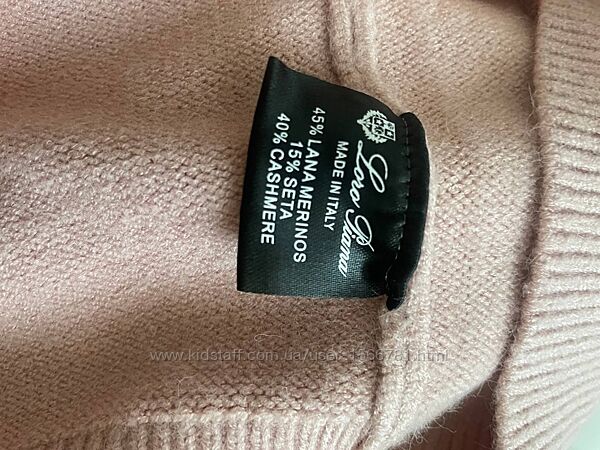 Loro Piana
MADE IN ITALY
45% LANA MERINOS
15% SETA
40% CASHMERE